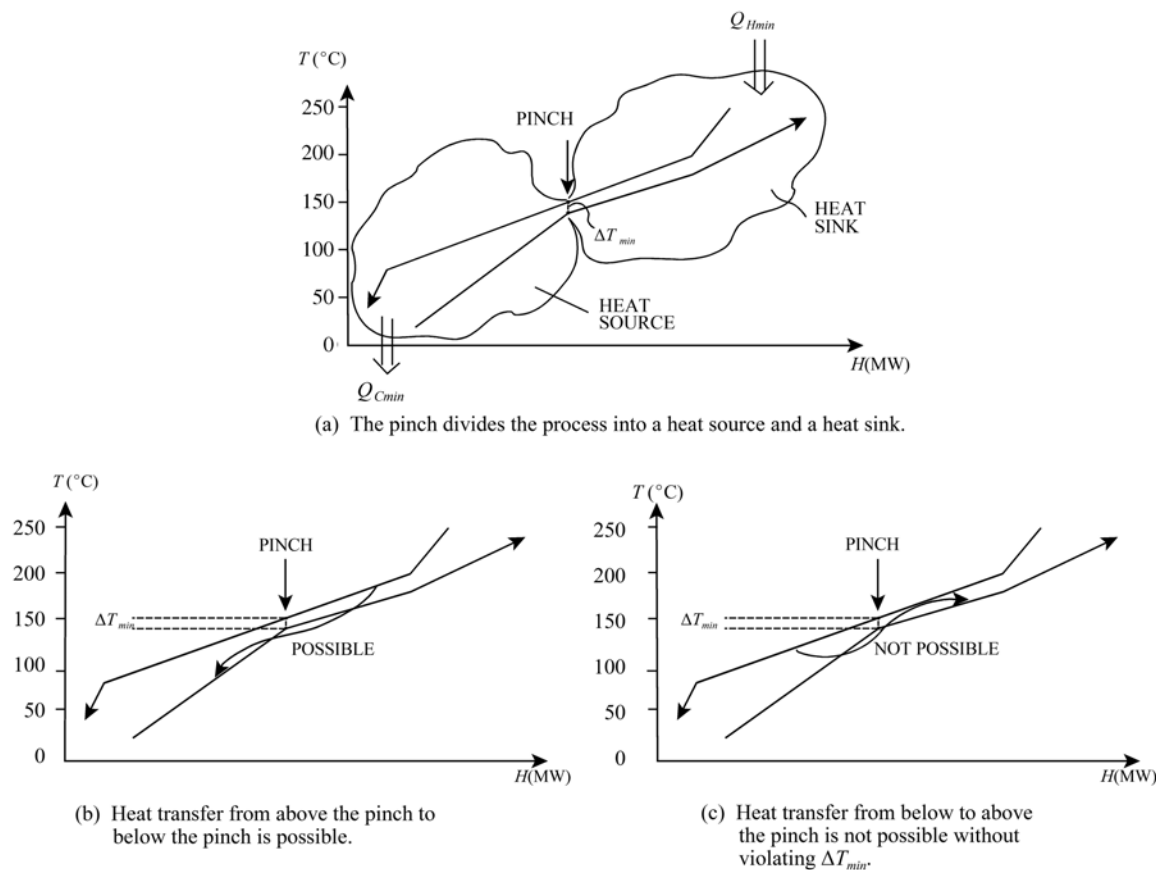 Q_Hmin
T (°C)
250
200
150
100
50
0
PINCH
ΔT_min
HEAT
SINK
HEAT
SOURCE
H(MW)
Q_Cmin
(a) The pinch divides the process into a heat source and a heat sink.
T (°C)
250
200
150
100
50
0
PINCH
ΔT_min
POSSIBLE
H(MW)
(b) Heat transfer from above the pinch to
below the pinch is possible.
T (°C)
250
200
150
100
50
0
PINCH
ΔT_min
NOT POSSIBLE
H(MW)
(c) Heat transfer from below to above
the pinch is not possible without
violating ΔT_min.